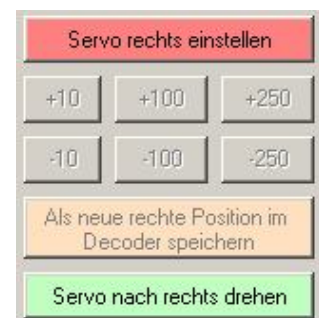 Servo rechts einstellen
+10 +100 +250
-10 -100 -250
Als neue rechte Position im
Decoder speichern
Servo nach rechts drehen